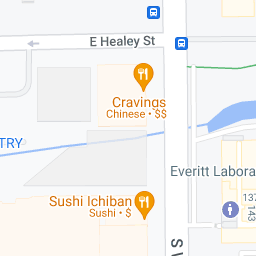 E Healey St
Cravings
Chinese • $$
TRY
Everitt Labora
Sushi Ichiban
Sushi • $
137
143
S W